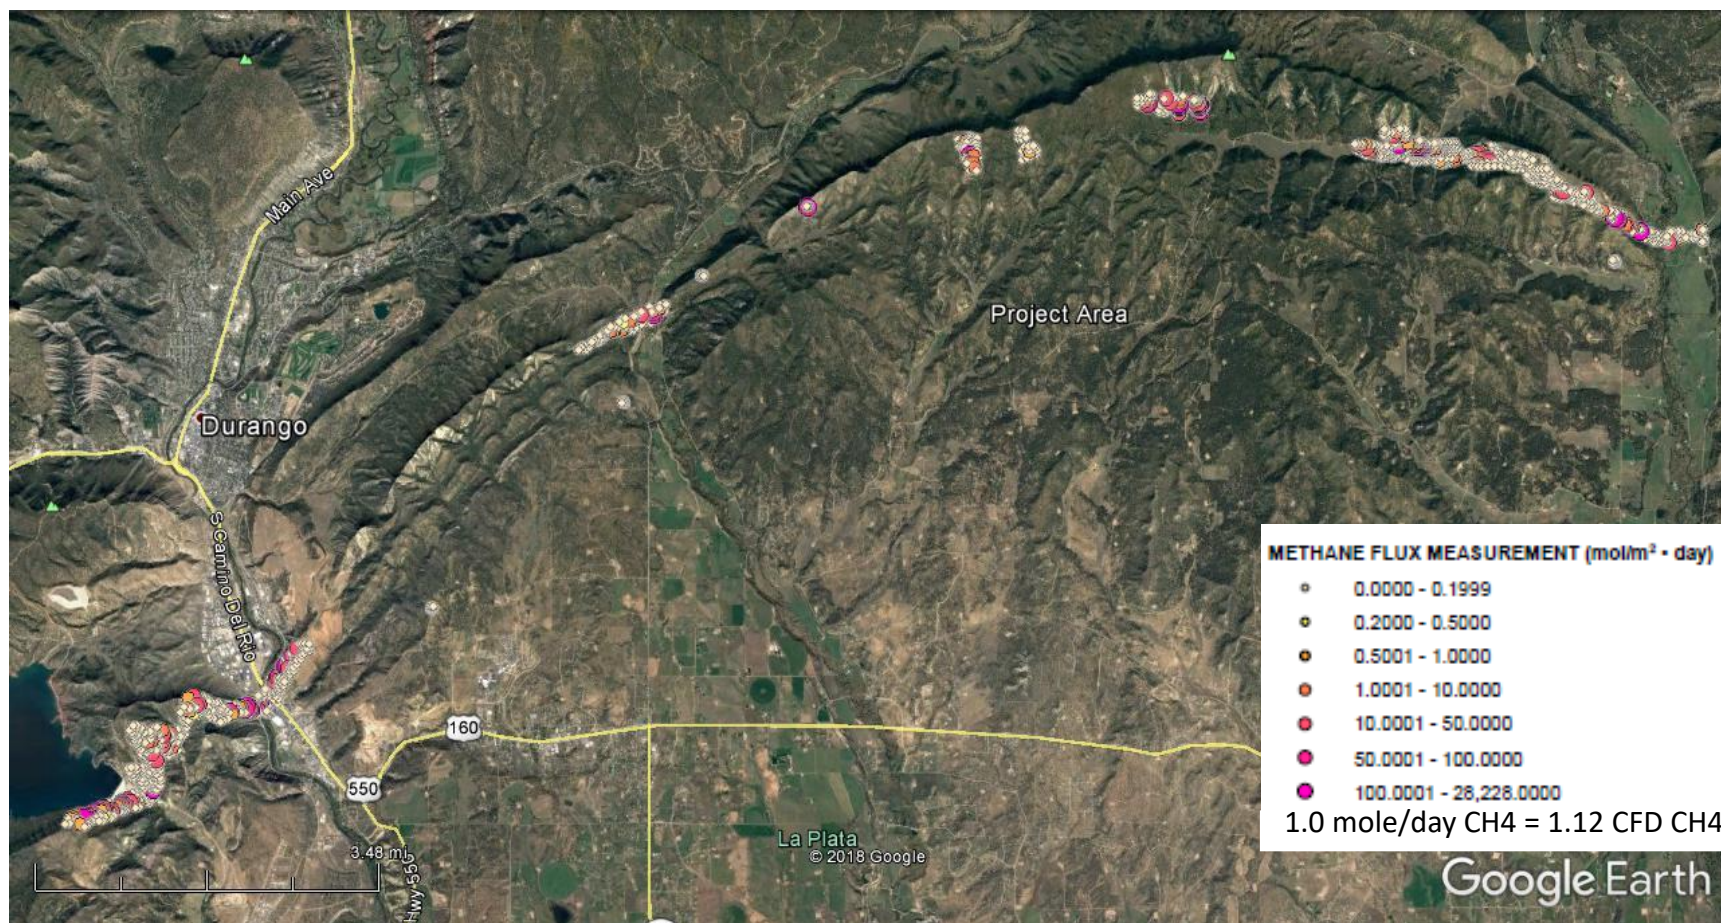 Main Ave
Durango
Project Area
S Camino Del Rio
160
550
Hwy 550
3.48 mi
La Plata
© 2018 Google
METHANE FLUX MEASUREMENT (mol/m² • day)
0.0000 - 0.1999
0.2000 - 0.5000
0.5001 - 1.0000
1.0001 - 10.0000
10.0001 - 50.0000
50.0001 - 100.0000
100.0001 - 28,228.0000
1.0 mole/day CH4 = 1.12 CFD CH4
Google Earth